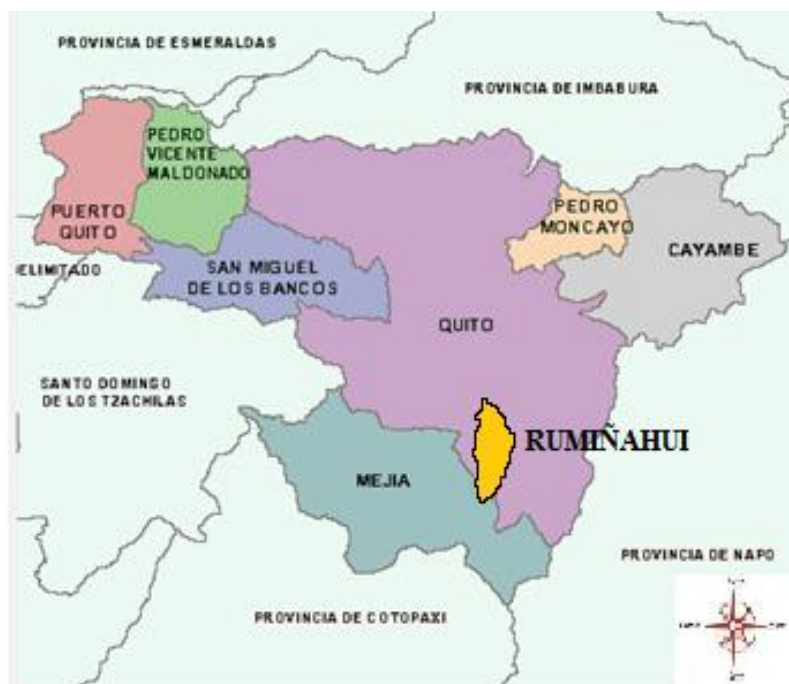 PROVINCIA DE ESMERALDAS
PROVINCIA DE IMBABURA
PEDRO
VICENTE
MALDONADO
PUERTO
QUITO
PEDRO
MONCAYO
CAYAMBE
ELIMITADO
SAN MIGUEL
DE LOS BANCOS
QUITO
SANTO DOMINGO
DE LOS TZACHILAS
RUMIÑAHUI
MEJIA
PROVINCIA DE NAPO
PROVINCIA DE COTOPAXI